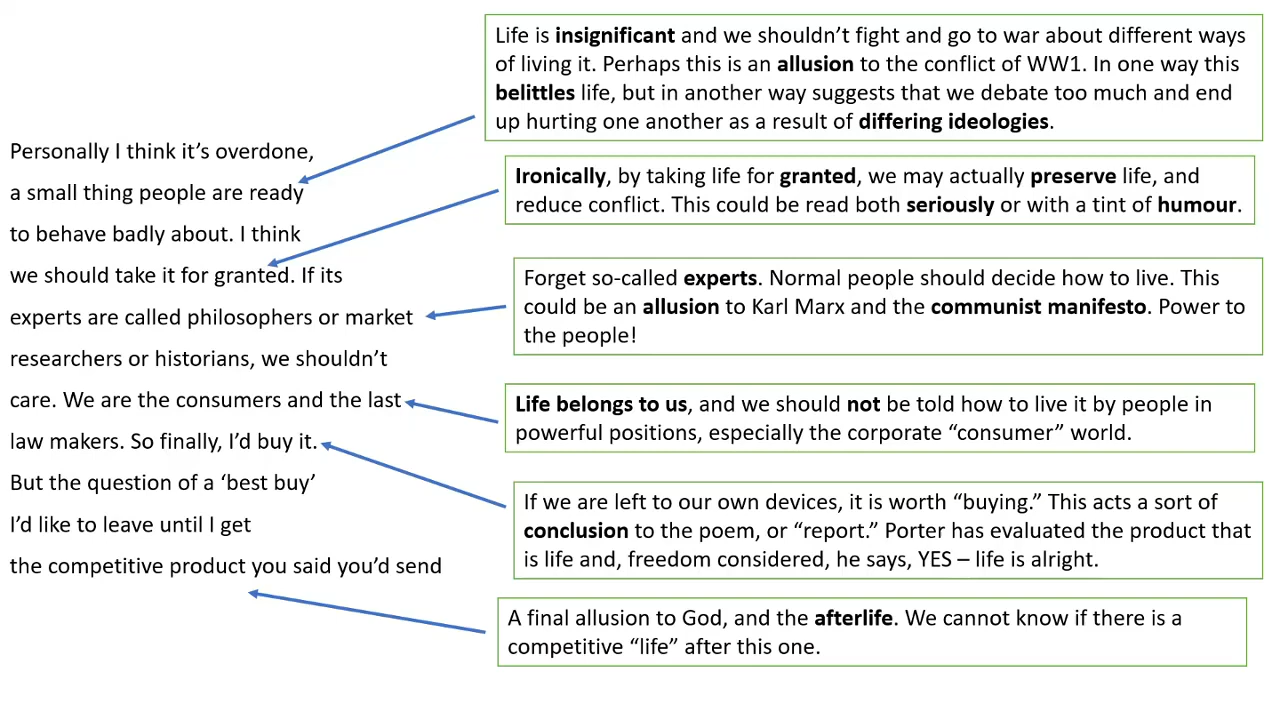 Life is insignificant and we shouldn’t fight and go to war about different ways
of living it. Perhaps this is an allusion to the conflict of WW1. In one way this
belittles life, but in another way suggests that we debate too much and end
up hurting one another as a result of differing ideologies.
Personally I think it’s overdone,
a small thing people are ready
to behave badly about. I think
we should take it for granted. If its
experts are called philosophers or market
researchers or historians, we shouldn’t
care. We are the consumers and the last
law makers. So finally, I’d buy it.
But the question of a ‘best buy’
I’d like to leave until I get
the competitive product you said you’d send
Ironically, by taking life for granted, we may actually preserve life, and
reduce conflict. This could be read both seriously or with a tint of humour.
Forget so-called experts. Normal people should decide how to live. This
could be an allusion to Karl Marx and the communist manifesto. Power to
the people!
Life belongs to us, and we should not be told how to live it by people in
powerful positions, especially the corporate “consumer” world.
If we are left to our own devices, it is worth “buying.” This acts a sort of
conclusion to the poem, or “report.” Porter has evaluated the product that
is life and, freedom considered, he says, YES – life is alright.
A final allusion to God, and the afterlife. We cannot know if there is a
competitive “life” after this one.